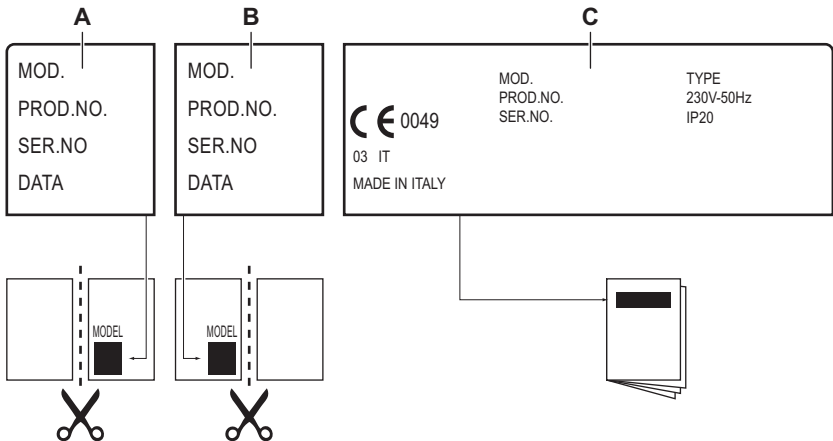 A
B
C
MOD.
PROD.NO.
SER.NO
DATA
MOD.
PROD.NO.
SER.NO
DATA
MOD.
PROD.NO.
SER.NO.
TYPE
230V-50Hz
IP20
CE 0049
03 IT
MADE IN ITALY
MODEL
MODEL